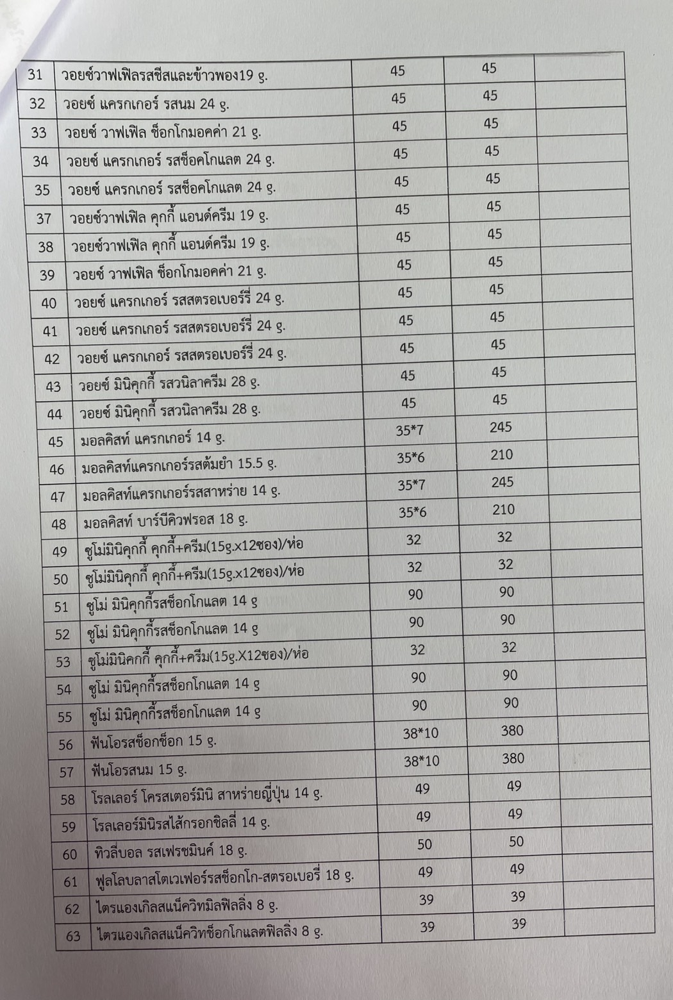 31 วอยซ์วาฟเฟิลรสชีสและข้าวพอง19 g. 45 45
32 วอยซ์ แครกเกอร์ รสนม 24 g. 45 45
33 วอยซ์ วาฟเฟิล ช็อกโกมอคค่า 21 g. 45 45
34 วอยซ์ แครกเกอร์ รสช็อคโกแลต 24 g. 45 45
35 วอยซ์ แครกเกอร์ รสช็อคโกแลต 24 g. 45 45
37 วอยซ์วาฟเฟิล คุกกี้ แอนด์ครีม 19 g. 45 45
38 วอยซ์วาฟเฟิล คุกกี้ แอนด์ครีม 19 g. 45 45
39 วอยซ์ วาฟเฟิล ช็อกโกมอคค่า 21 g. 45 45
40 วอยซ์ แครกเกอร์ รสสตรอเบอร์รี่ 24 g. 45 45
41 วอยซ์ แครกเกอร์ รสสตรอเบอร์รี่ 24 g. 45 45
42 วอยซ์ แครกเกอร์ รสสตรอเบอร์รี่ 24 g. 45 45
43 วอยซ์ มินิคุกกี้ รสวนิลาครีม 28 g. 45 45
44 วอยซ์ มินิคุกกี้ รสวนิลาครีม 28 g. 45 45
45 มอลคิสท์ แครกเกอร์ 14 g. 35*7 245
46 มอลคิสท์แครกเกอร์รสต้มยำ 15.5 g. 35*6 210
47 มอลคิสท์แครกเกอร์รสสาหร่าย 14 g. 35*7 245
48 มอลคิสท์ บาร์บีคิวฟรอส 18 g. 35*6 210
49 ซูโม่มินิคุกกี้ คุกกี้+ครีม(15g.x12ซอง)/ห่อ 32 32
50 ซูโม่มินิคุกกี้ คุกกี้+ครีม(15g.x12ซอง)/ห่อ 32 32
51 ซูโม่ มินิคุกกี้รสช็อกโกแลต 14 g 90 90
52 ซูโม่ มินิคุกกี้รสช็อกโกแลต 14 g 90 90
53 ซูโม่มินิคกกี้ คุกกี้+ครีม(15g.X12ซอง)/ห่อ 32 32
54 ซูโม่ มินิคุกกี้รสช็อกโกแลต 14 g 90 90
55 ซูโม่ มินิคุกกี้รสช็อกโกแลต 14 g 90 90
56 ฟันโอรสช็อกช็อก 15 g. 38*10 380
57 ฟันโอรสนม 15 g. 38*10 380
58 โรลเลอร์ โครสเตอร์มินิ สาหร่ายญี่ปุ่น 14 g. 49 49
59 โรลเลอร์มินิรสไส้กรอกชิลลี่ 14 g. 49 49
60 ทิวลี่บอล รสเฟรชมินค์ 18 g. 50 50
61 ฟูลโลบลาสโตเวเฟอร์รสช็อกโก-สตรอเบอรี่ 18 g. 49 49
62 ไตรแองเกิลสแน็ควิทมิลฟิลลิ่ง 8 g. 39 39
63 ไตรแองเกิลสแน็ควิทช็อกโกแลตฟิลลิ่ง 8 g. 39 39